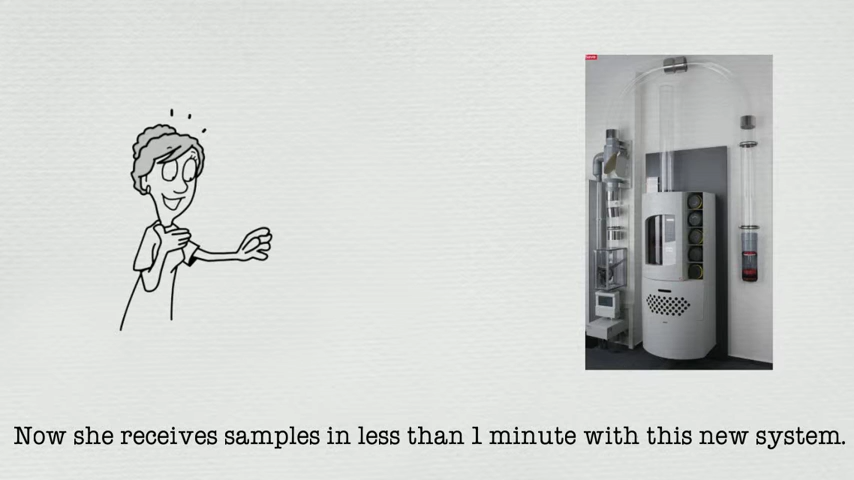 Now she receives samples in less than 1 minute with this new system.